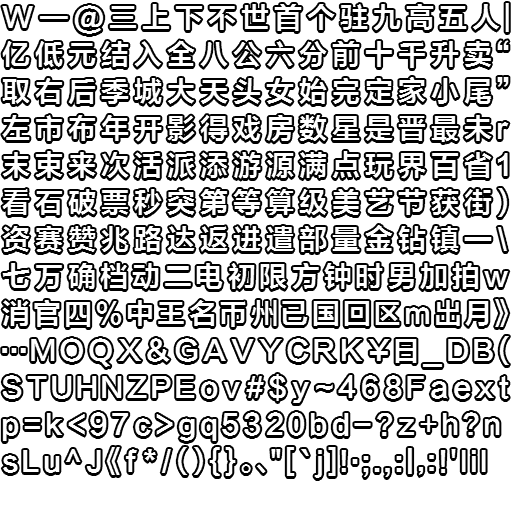 W—@三上下不世首个驻九高五人|
亿低元结入全八公六分前十千升卖“
取右后季城大天头女始完定家小尾”
左市布年开影得戏房数星是晋最未r
末束来次活派添游源满点玩界百省1
看石破票秒突第等算级美艺节获街)
资赛赞兆路达返进遣部量金钻镇一\
七万确档动二电初限方钟时男加拍w
消官四%中王名币州已国回区m出月》
…MOQX&GAVYCRK¥日_DB(
STUHNZPEov#$y~468Faext
p=k<97c>gq5320bd-?z+h?n
sLu^J《f*/(){}。、"[`j]!·;.,:|,:!'lil